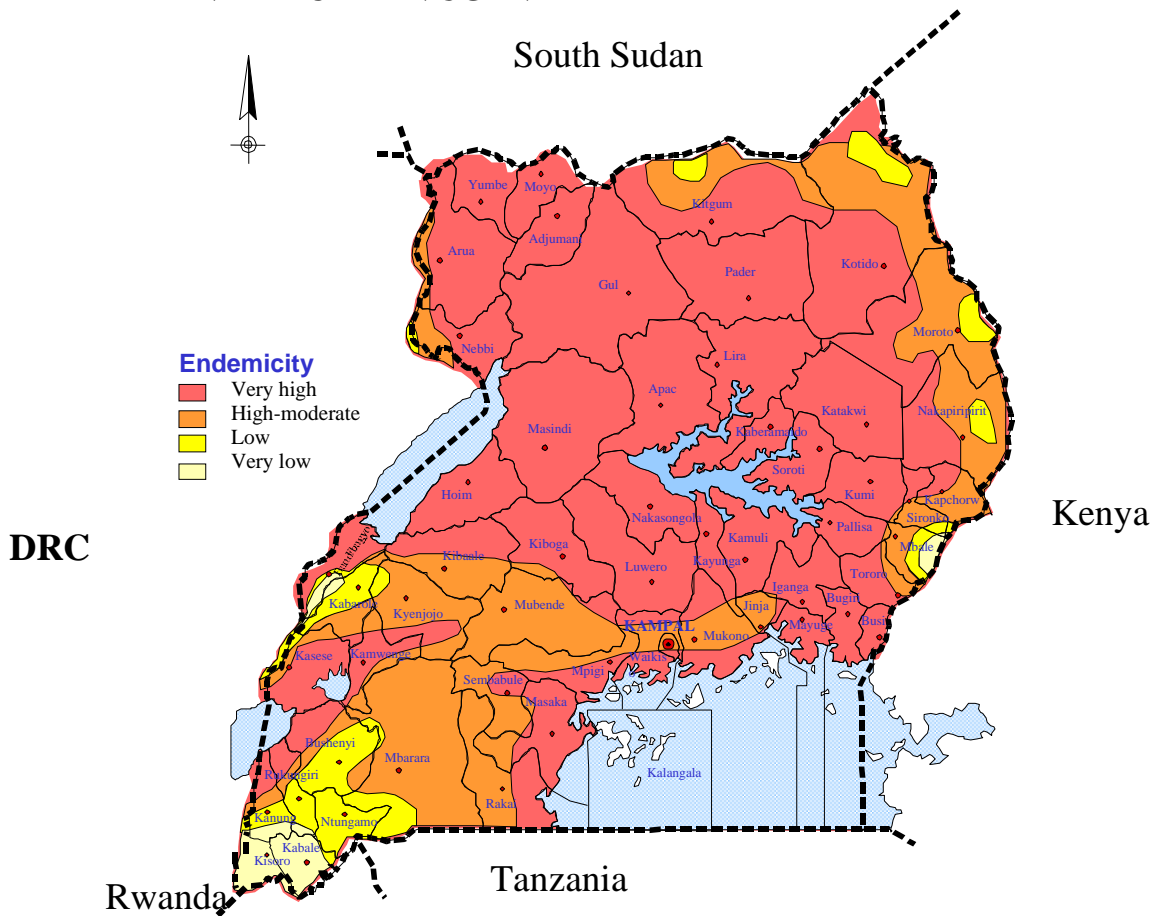 South Sudan
Yumbe
Moyo
Adjumani
Arua
Kitgum
Gul
Pader
Kotido
Nebbi
Moroto
Endemicity
Very high
High-moderate
Low
Very low
Lira
Apac
Katakwi
Nakapiripirit
Kaberamaido
Masindi
Soroti
Hoim
Kumi
Kapchorw
Nakasongola
Sironko
Kenya
DRC
Pallisa
Mbale
Kamuli
Kiboga
Kibaale
Luwero
Kayunga
Tororo
Kabarole
Iganga
Bugiri
Kyenjojo
Mubende
Jinja
KAMPAL
Mukono
Mayuge
Busi
Kasese
Kamwenge
Waikis
Mpigi
Sembabule
Masaka
Bushenyi
Mbarara
Kalangala
Rukungiri
Rakai
Kanung
Ntungamo
Kabale
Kisoro
Rwanda
Tanzania